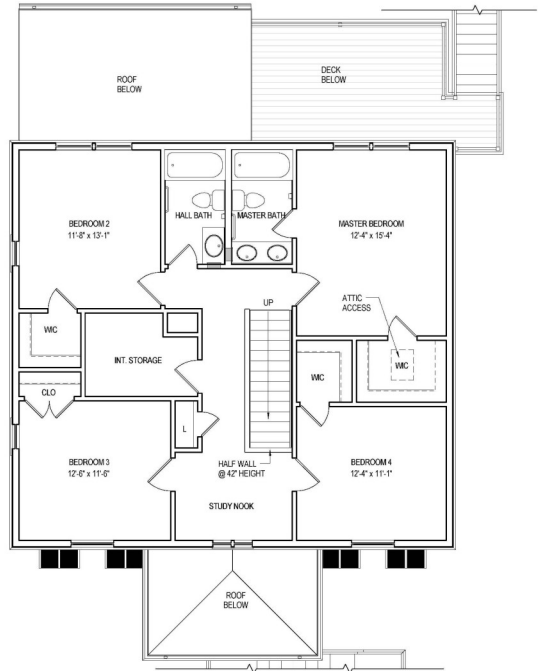 ROOF
BELOW
DECK
BELOW
HALL BATH
MASTER BATH
BEDROOM 2
11'-8" x 13'-1"
MASTER BEDROOM
12'-4" x 15'-4"
UP
ATTIC
ACCESS
WIC
INT. STORAGE
WIC
WIC
CLO
L
BEDROOM 3
12'-6" x 11'-6"
HALF WALL
@ 42" HEIGHT
BEDROOM 4
12'-4" x 11'-1"
STUDY NOOK
ROOF
BELOW